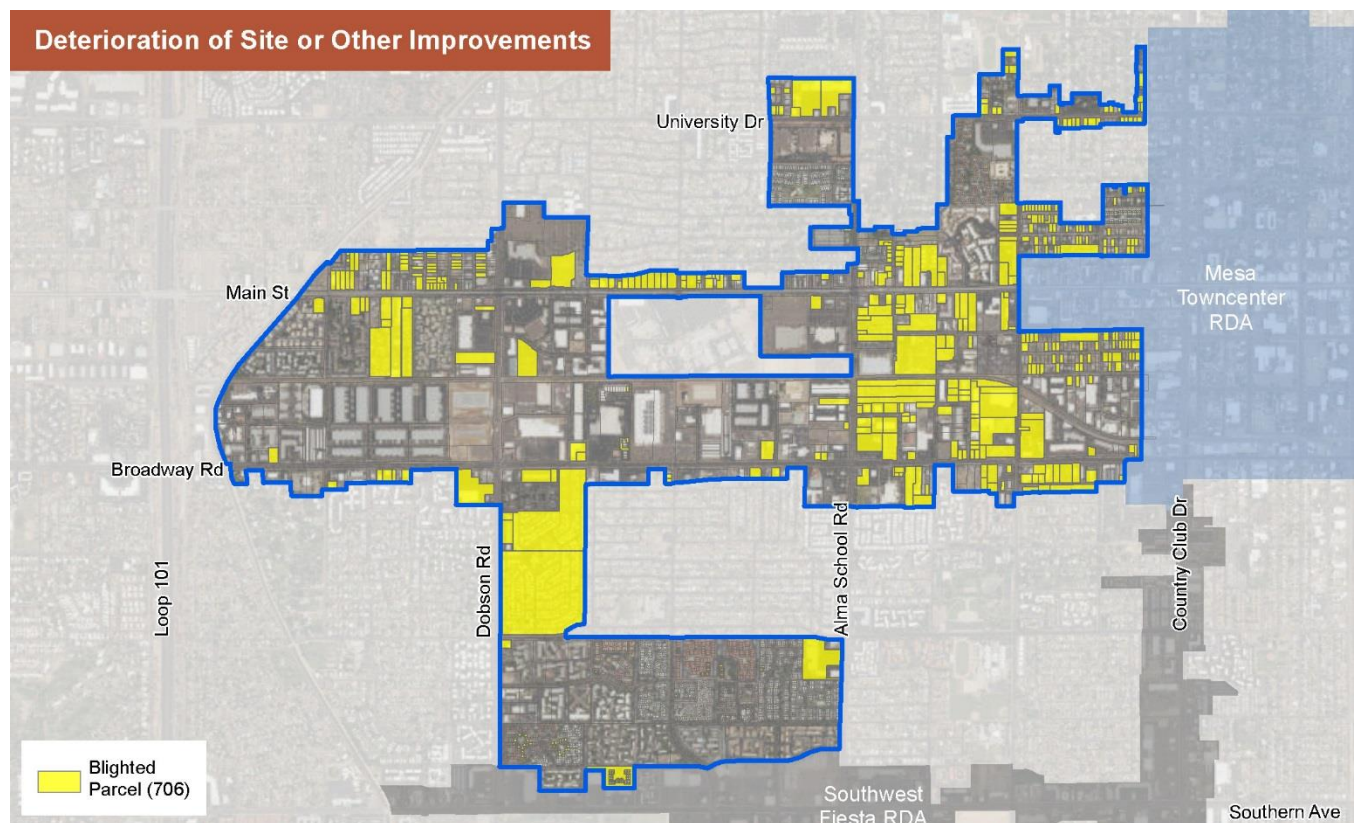 Deterioration of Site or Other Improvements
University Dr
Main St
Mesa
Towncenter
RDA
Broadway Rd
Loop 101
Dobson Rd
Alma School Rd
Country Club Dr
Blighted
Parcel (706)
Southwest
Fiesta RDA
Southern Ave